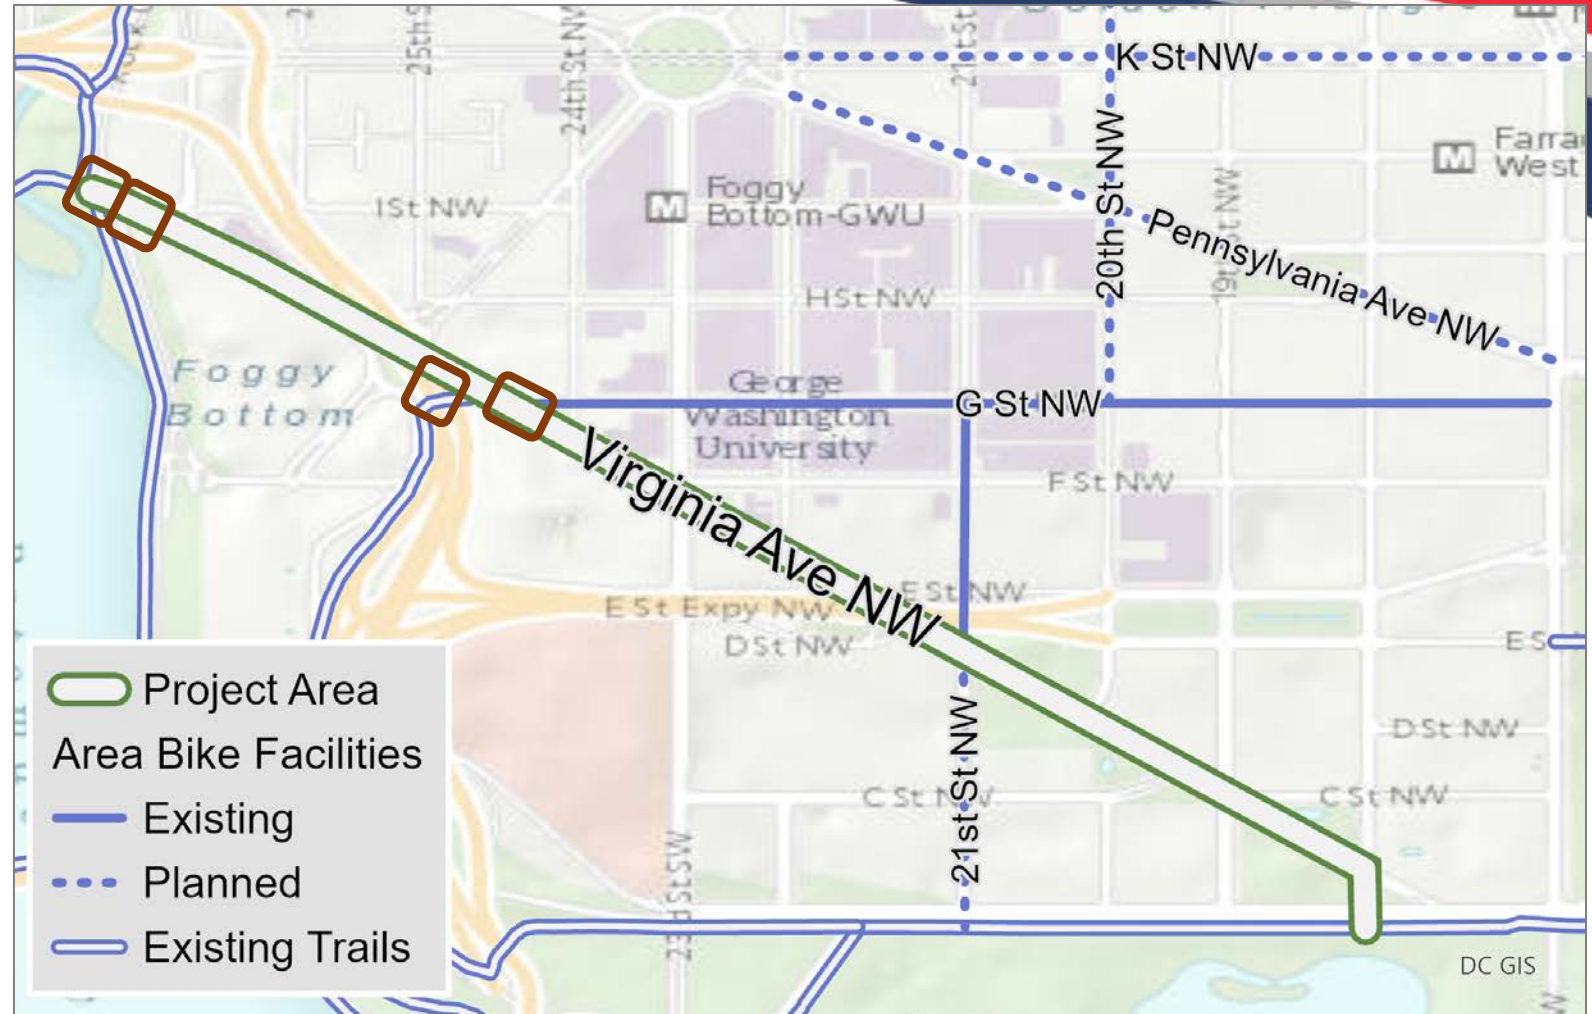 25th S
24th St NW
21st St
K St NW
20th St NW
19th St NW
Farra
West
M
M
Foggy
Bottom-GWU
I St NW
Pennsylvania Ave NW
H St NW
Foggy
Bottom
George
Washington
University
G St NW
Virginia Ave NW
F St NW
E St NW
E St Expy NW
D St NW
E S
21st St NW
D St NW
C St NW
C St NW
23rd St SW
Project Area
Area Bike Facilities
Existing
Planned
Existing Trails
DC GIS